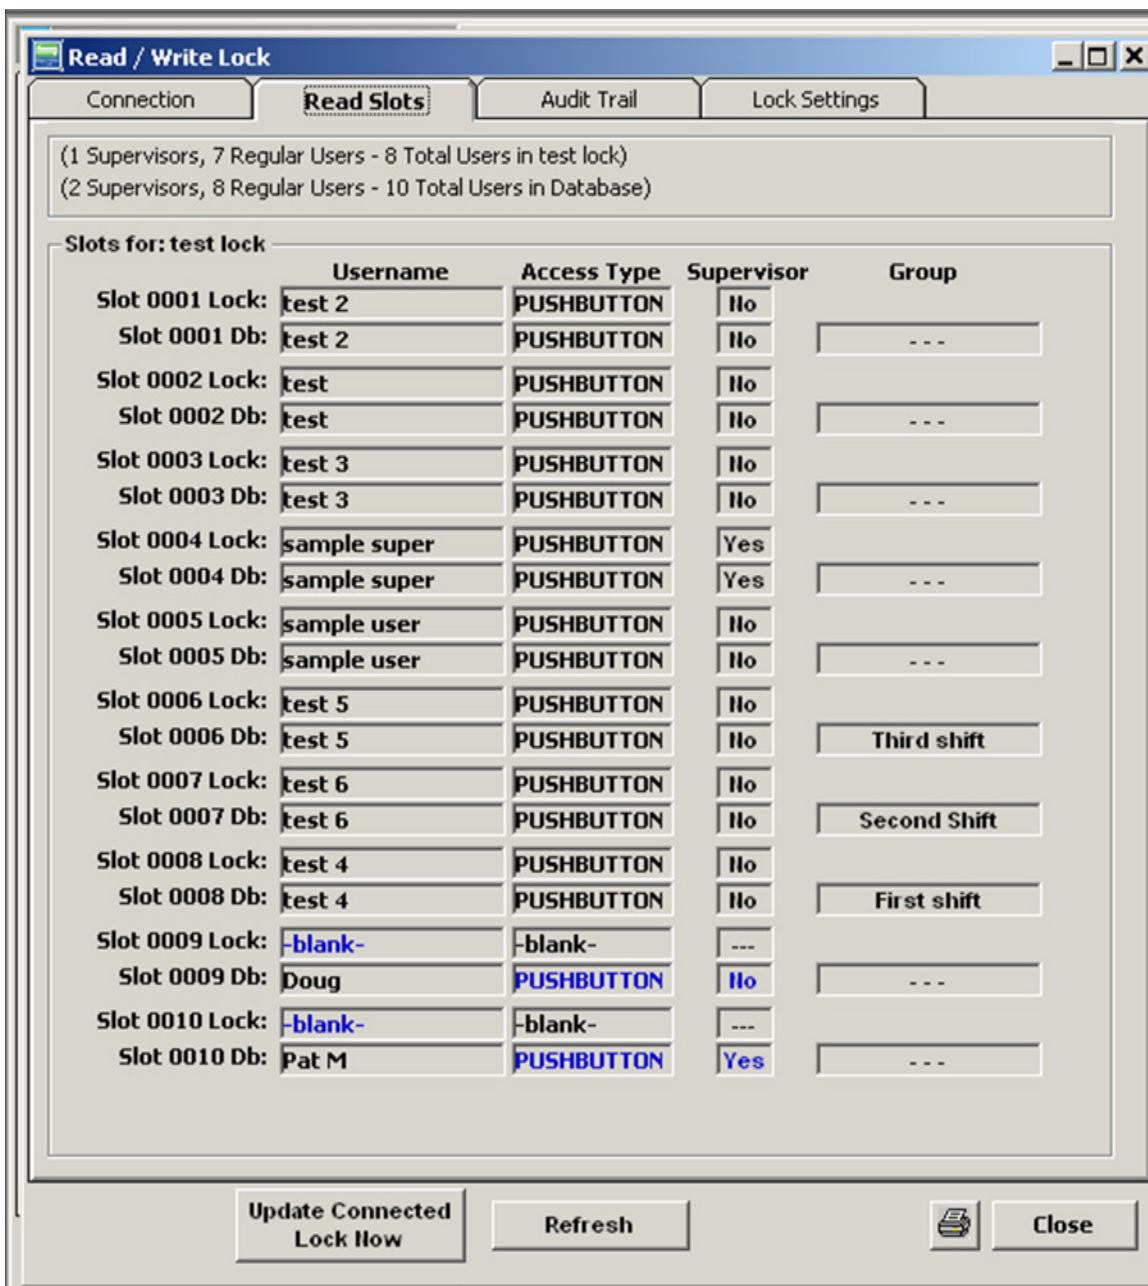 Read / Write Lock
Connection Read Slots Audit Trail Lock Settings
(1 Supervisors, 7 Regular Users - 8 Total Users in test lock)
(2 Supervisors, 8 Regular Users - 10 Total Users in Database)
Slots for: test lock
Username Access Type Supervisor Group
Slot 0001 Lock: test 2 PUSHBUTTON No
Slot 0001 Db: test 2 PUSHBUTTON No - - -
Slot 0002 Lock: test PUSHBUTTON No
Slot 0002 Db: test PUSHBUTTON No - - -
Slot 0003 Lock: test 3 PUSHBUTTON No
Slot 0003 Db: test 3 PUSHBUTTON No - - -
Slot 0004 Lock: sample super PUSHBUTTON Yes
Slot 0004 Db: sample super PUSHBUTTON Yes - - -
Slot 0005 Lock: sample user PUSHBUTTON No
Slot 0005 Db: sample user PUSHBUTTON No - - -
Slot 0006 Lock: test 5 PUSHBUTTON No
Slot 0006 Db: test 5 PUSHBUTTON No Third shift
Slot 0007 Lock: test 6 PUSHBUTTON No
Slot 0007 Db: test 6 PUSHBUTTON No Second Shift
Slot 0008 Lock: test 4 PUSHBUTTON No
Slot 0008 Db: test 4 PUSHBUTTON No First shift
Slot 0009 Lock: -blank- -blank- ---
Slot 0009 Db: Doug PUSHBUTTON No - - -
Slot 0010 Lock: -blank- -blank- ---
Slot 0010 Db: Pat M PUSHBUTTON Yes - - -
Update Connected
Lock Now
Refresh
Close